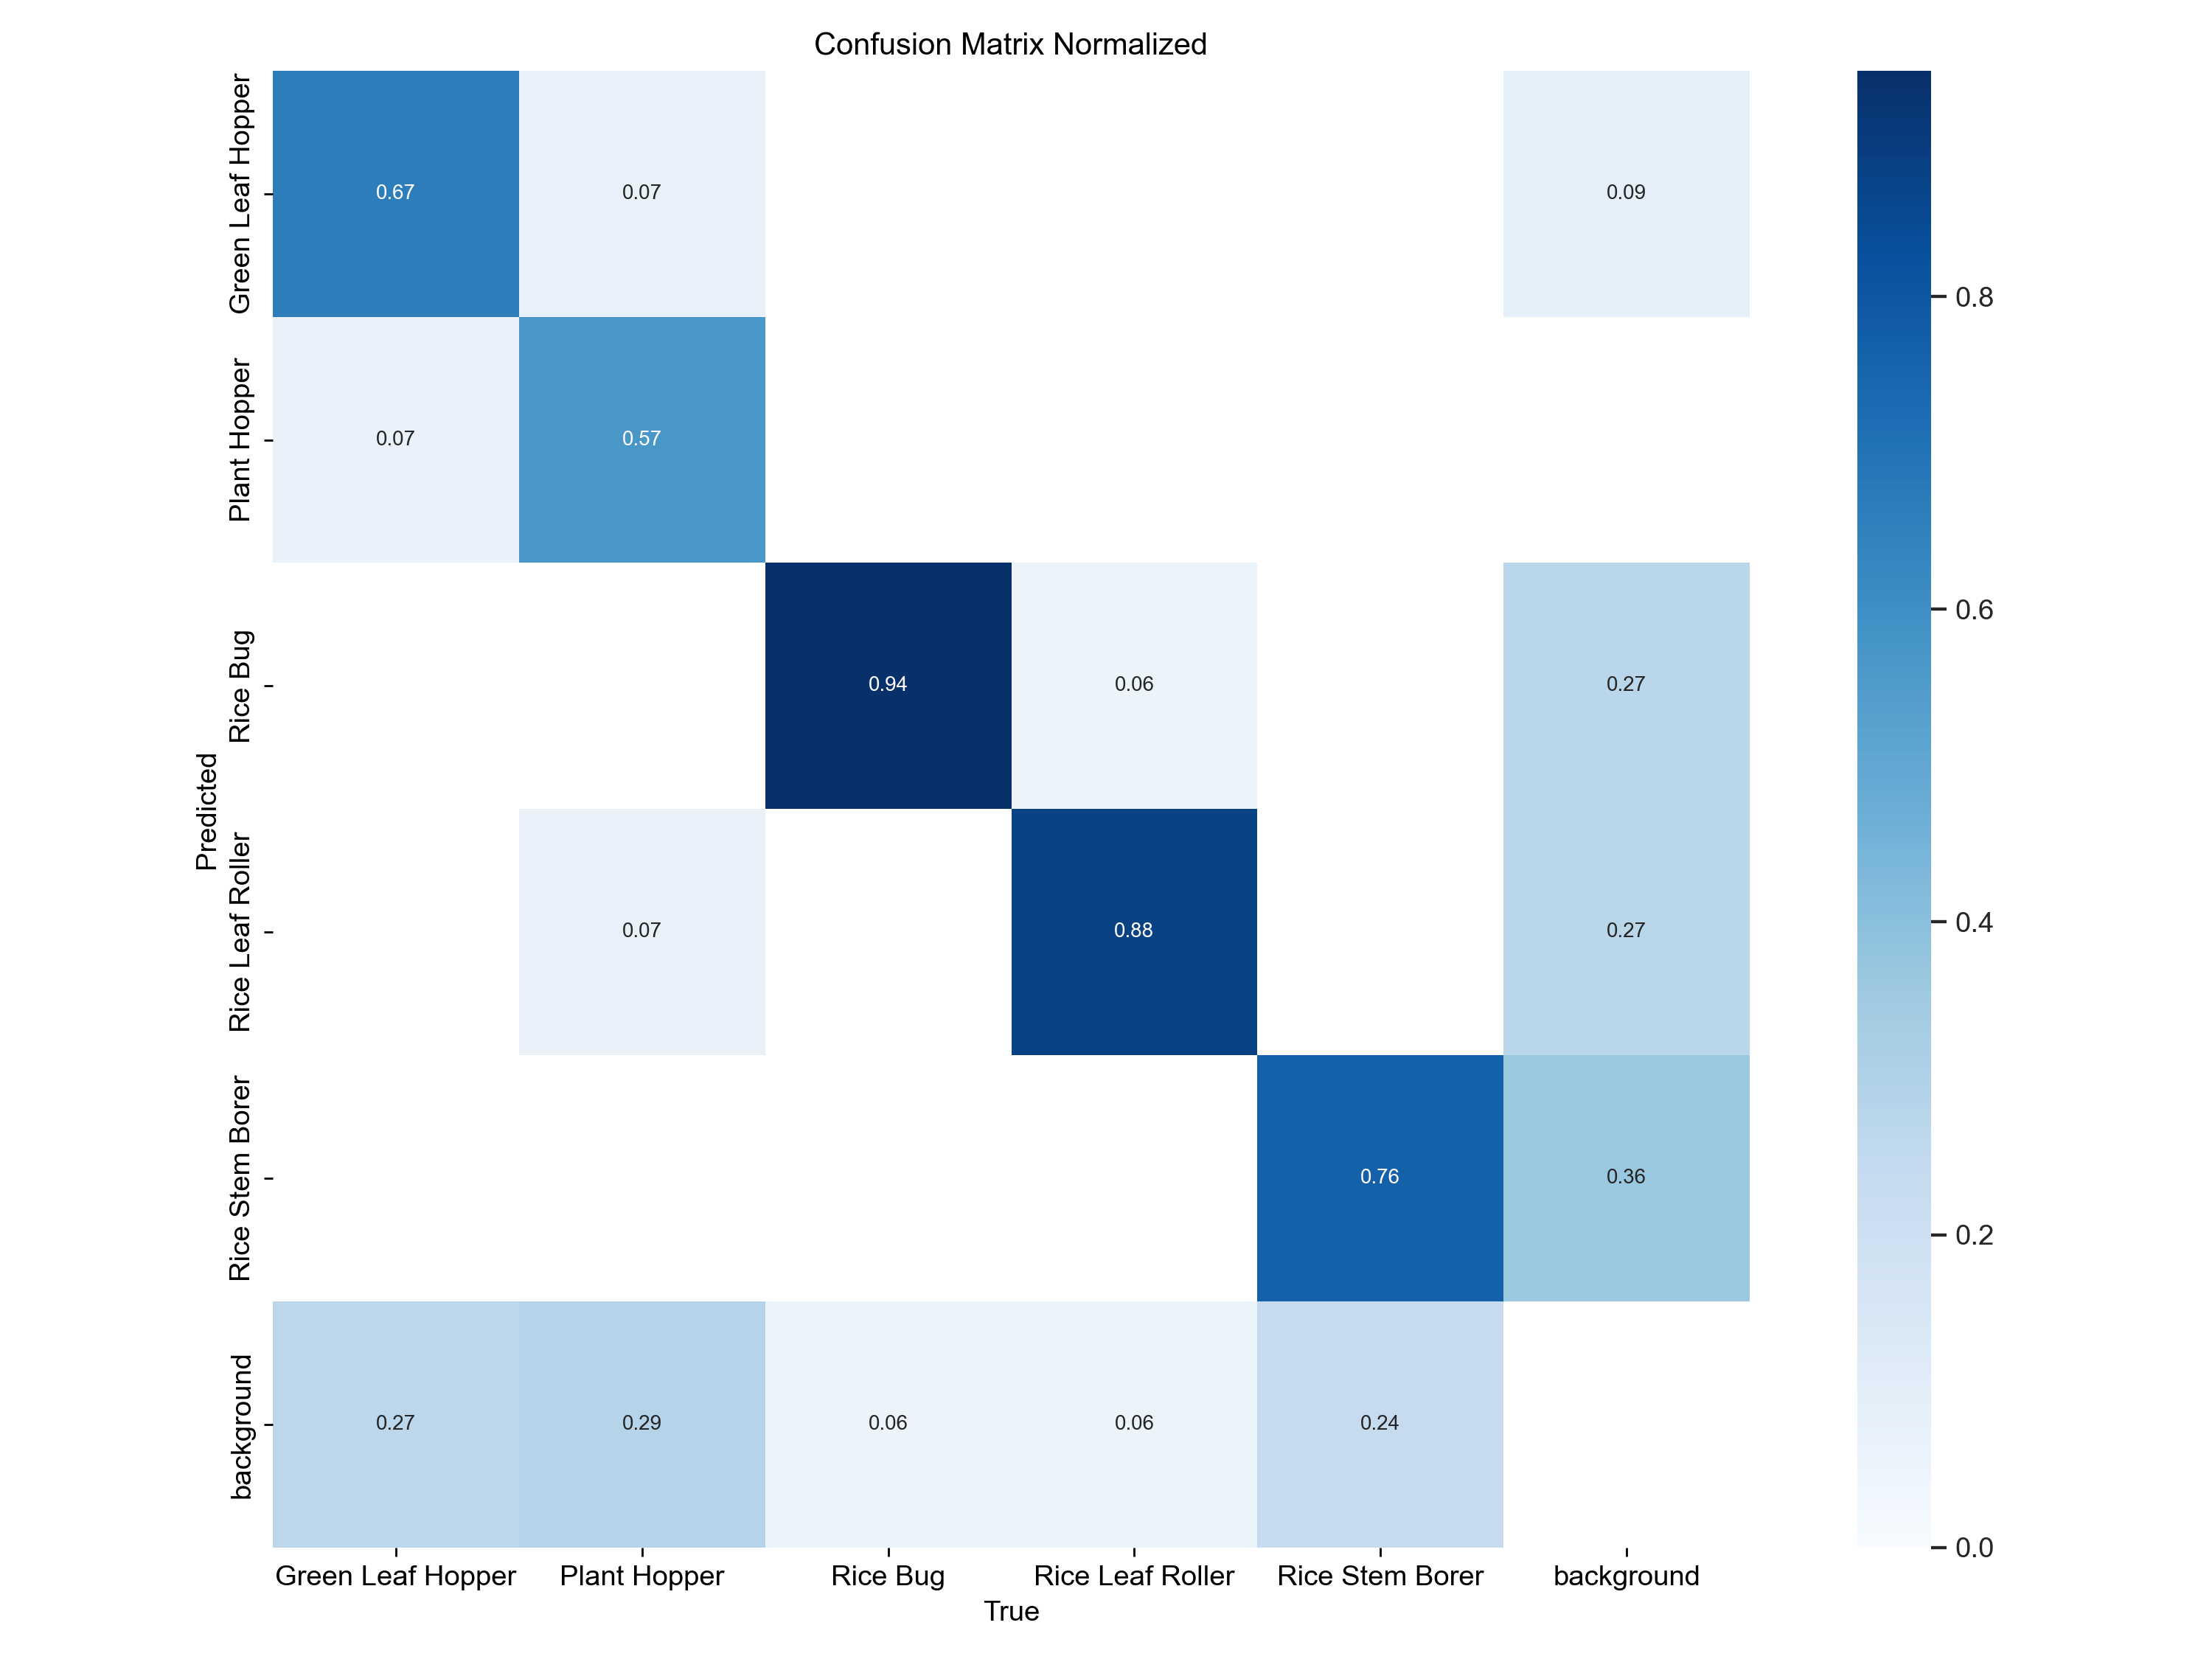 Confusion Matrix Normalized
Predicted
Green Leaf Hopper
0.67
0.07
0.09
Plant Hopper
0.07
0.57
Rice Bug
0.94
0.06
0.27
Rice Leaf Roller
0.07
0.88
0.27
Rice Stem Borer
0.76
0.36
background
0.27
0.29
0.06
0.06
0.24
Green Leaf Hopper
Plant Hopper
Rice Bug
Rice Leaf Roller
Rice Stem Borer
background
True
0.8
0.6
0.4
0.2
0.0